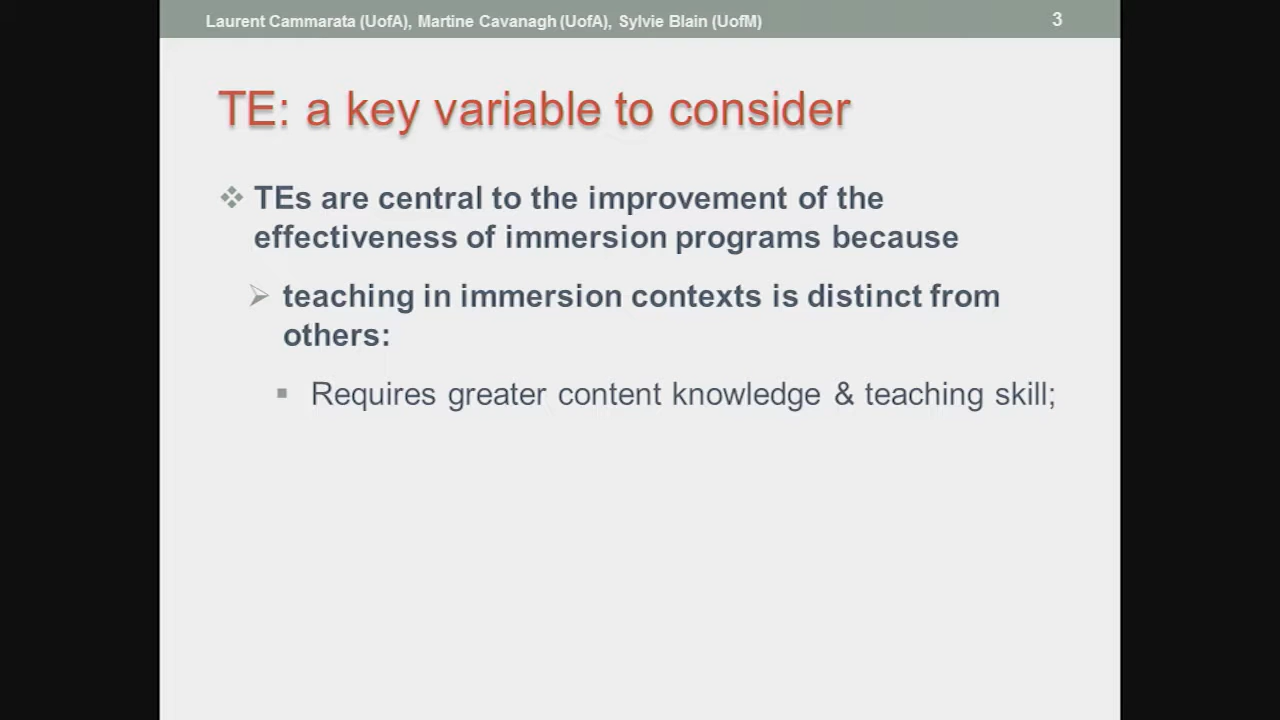 Laurent Cammarata (UofA), Martine Cavanagh (UofA), Sylvie Blain (UofM)
3
TE: a key variable to consider
TEs are central to the improvement of the
effectiveness of immersion programs because
teaching in immersion contexts is distinct from
others:
Requires greater content knowledge & teaching skill;